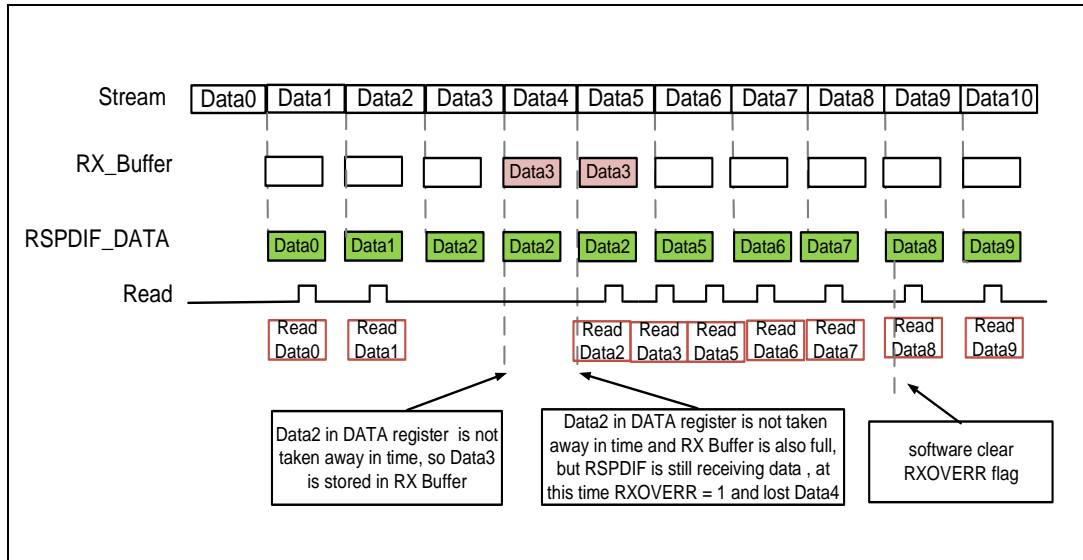 Stream Data0 Data1 Data2 Data3 Data4 Data5 Data6 Data7 Data8 Data9 Data10
RX_Buffer Data3 Data3
RSPDIF_DATA Data0 Data1 Data2 Data2 Data2 Data5 Data6 Data7 Data8 Data9
Read
Read Read Read Read Read Read Read Read Read
Data0 Data1 Data2 Data3 Data5 Data6 Data7 Data8 Data9
Data2 in DATA register is not
taken away in time, so Data3
is stored in RX Buffer
Data2 in DATA register is not taken
away in time and RX Buffer is also full,
but RSPDIF is still receiving data , at
this time RXOVERR = 1 and lost Data4
software clear
RXOVERR flag